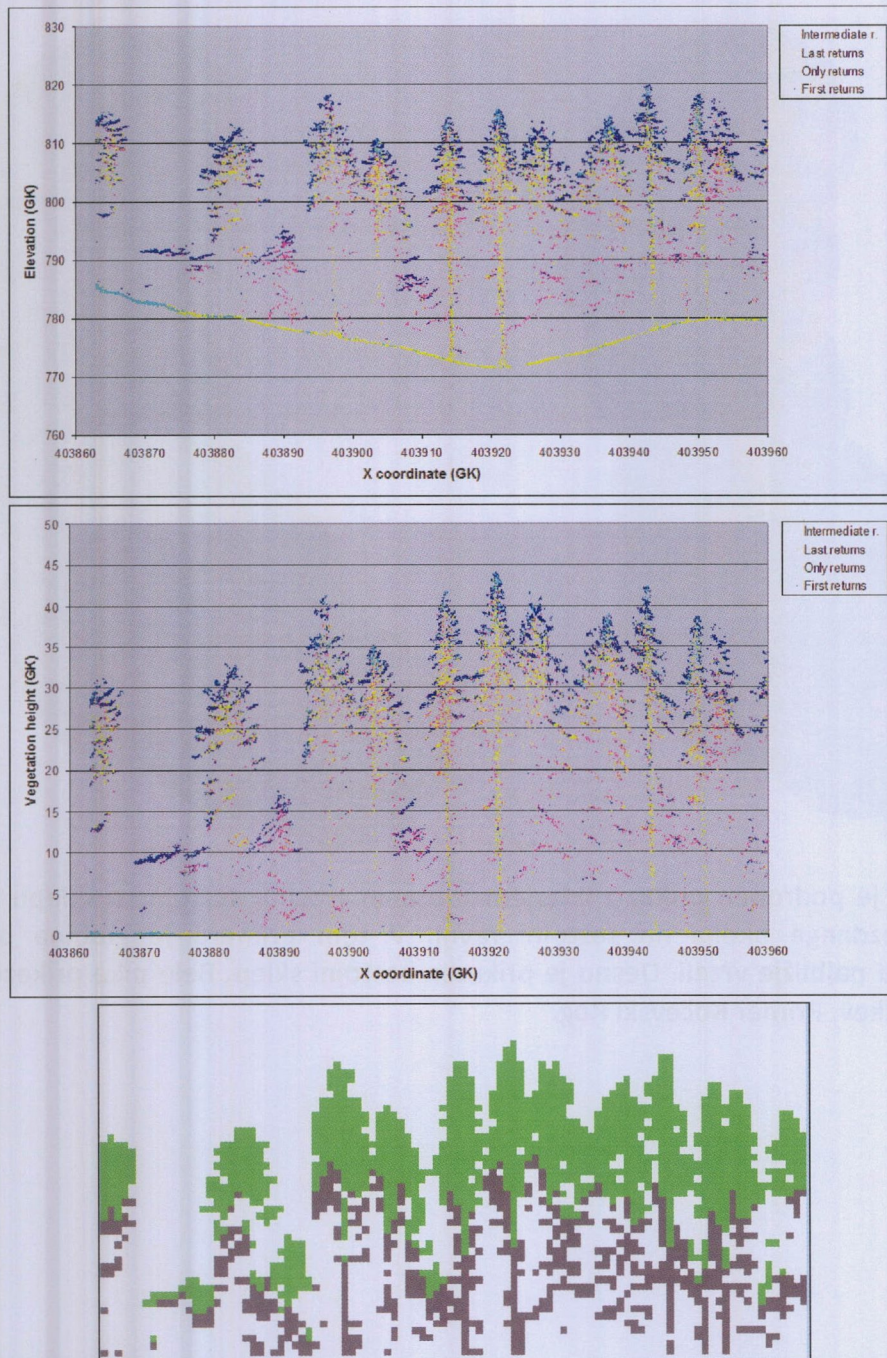 830
820
810
800
790
780
770
760
Elevation (GK)
403860 403870 403880 403890 403900 403910 403920 403930 403940 403950 403960
X coordinate (GK)
Intermediate r.
Last returns
Only returns
First returns
50
45
40
35
30
25
20
15
10
5
0
Vegetation height (GK)
403860 403870 403880 403890 403900 403910 403920 403930 403940 403950 403960
X coordinate (GK)
Intermediate r.
Last returns
Only returns
First returns